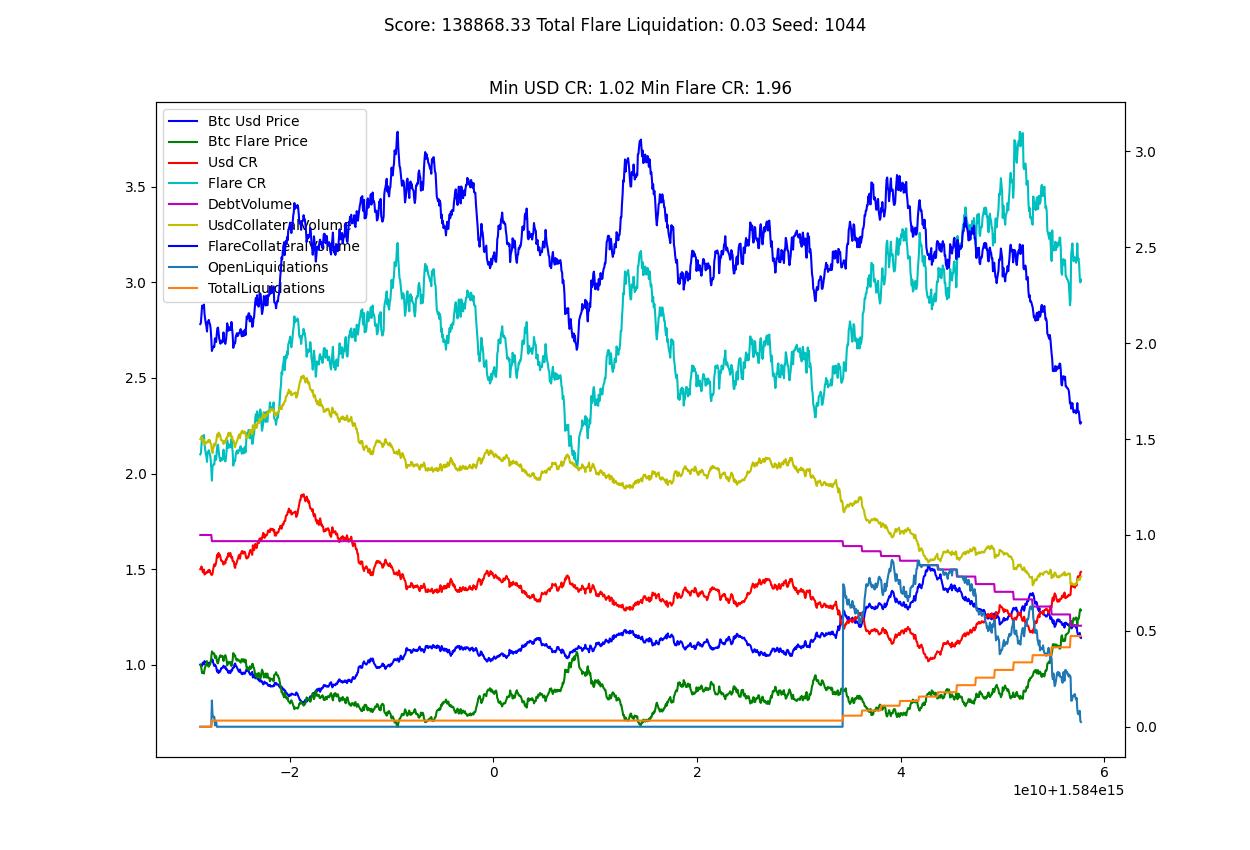 Score: 138868.33 Total Flare Liquidation: 0.03 Seed: 1044
Min USD CR: 1.02 Min Flare CR: 1.96
Btc Usd Price
Btc Flare Price
Usd CR
Flare CR
DebtVolume
UsdCollateralVolume
FlareCollateralVolume
OpenLiquidations
TotalLiquidations
3.5
3.0
2.5
2.0
1.5
1.0
3.0
2.5
2.0
1.5
1.0
0.5
0.0
−2 0 2 4 6
1e10+1.584e15